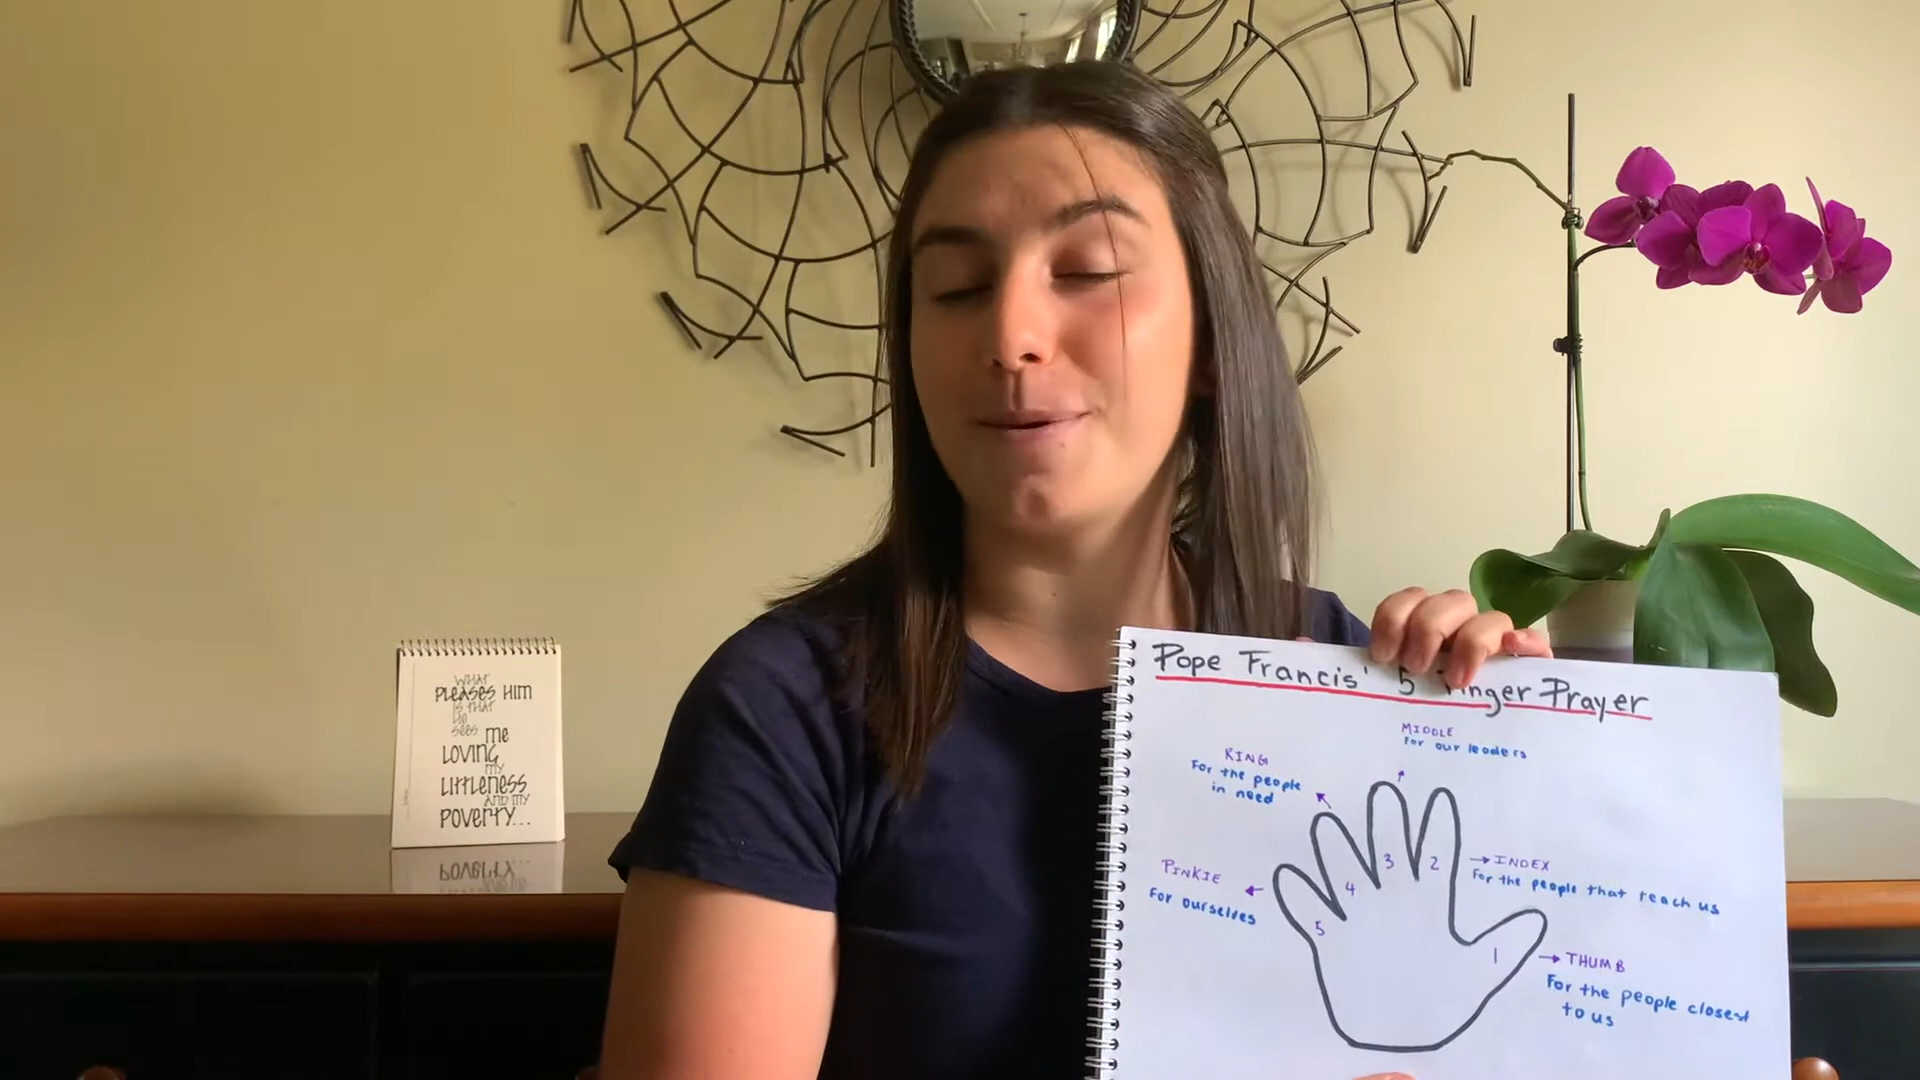 WHAT
PLEASES HIM
IS THAT
He
sees me
LOVING
MY
LITTLENESS
AND MY
POVERTY...
Pope Francis' 5 Finger Prayer
MIDDLE
For our leaders
RING
For the people
in need
PINKIE
For ourselves
INDEX
For the people that teach us
THUMB
For the people closest
to us
5
4
3
2
1